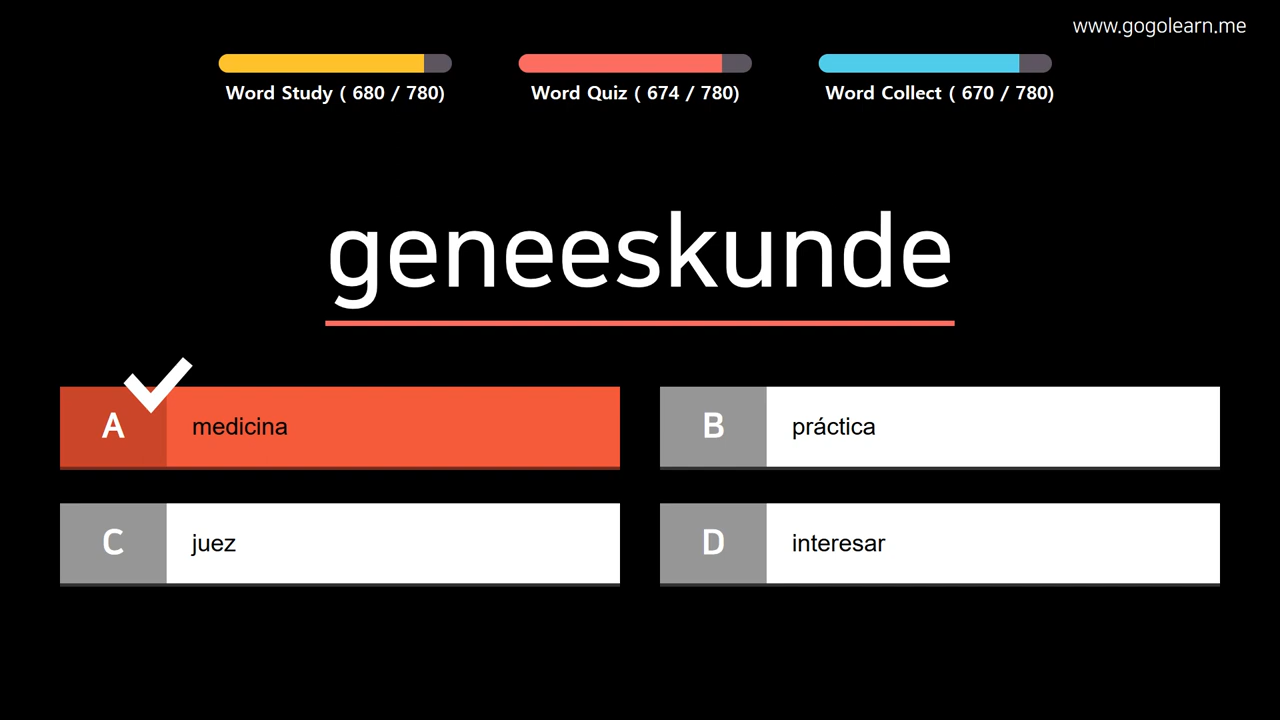 www.gogolearn.me
Word Study ( 680 / 780)
Word Quiz ( 674 / 780)
Word Collect ( 670 / 780)
geneeskunde
A medicina
B práctica
C juez
D interesar